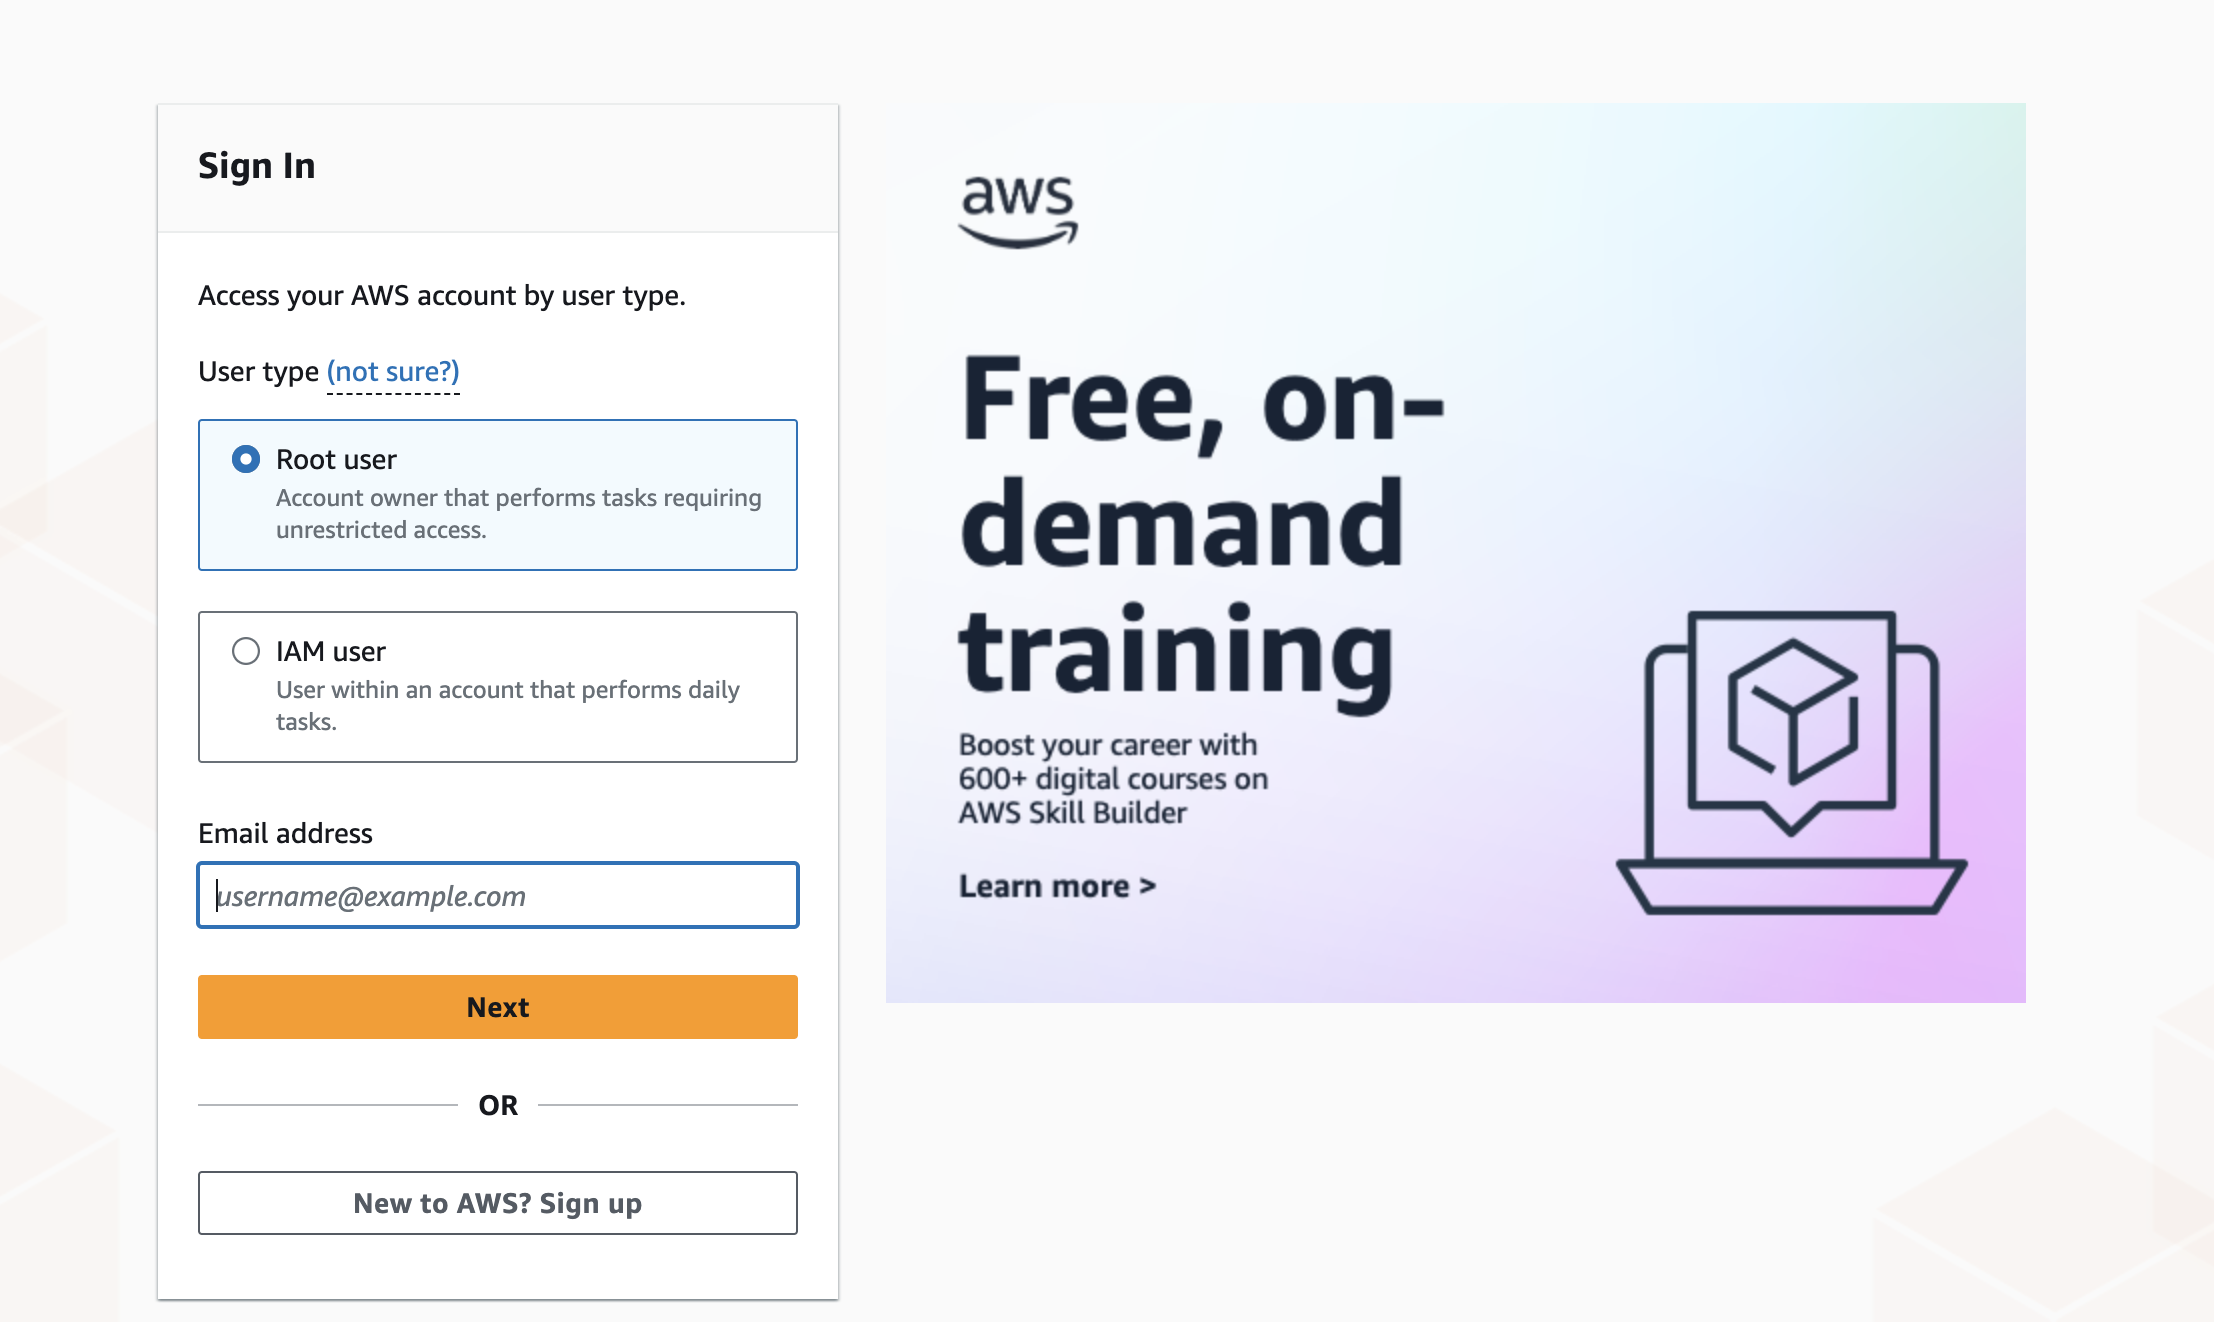 Sign In
Access your AWS account by user type.
User type (not sure?)
Root user
Account owner that performs tasks requiring
unrestricted access.
IAM user
User within an account that performs daily
tasks.
Email address
username@example.com
Next
OR
New to AWS? Sign up
aws
Free, on-
demand
training
Boost your career with
600+ digital courses on
AWS Skill Builder
Learn more >